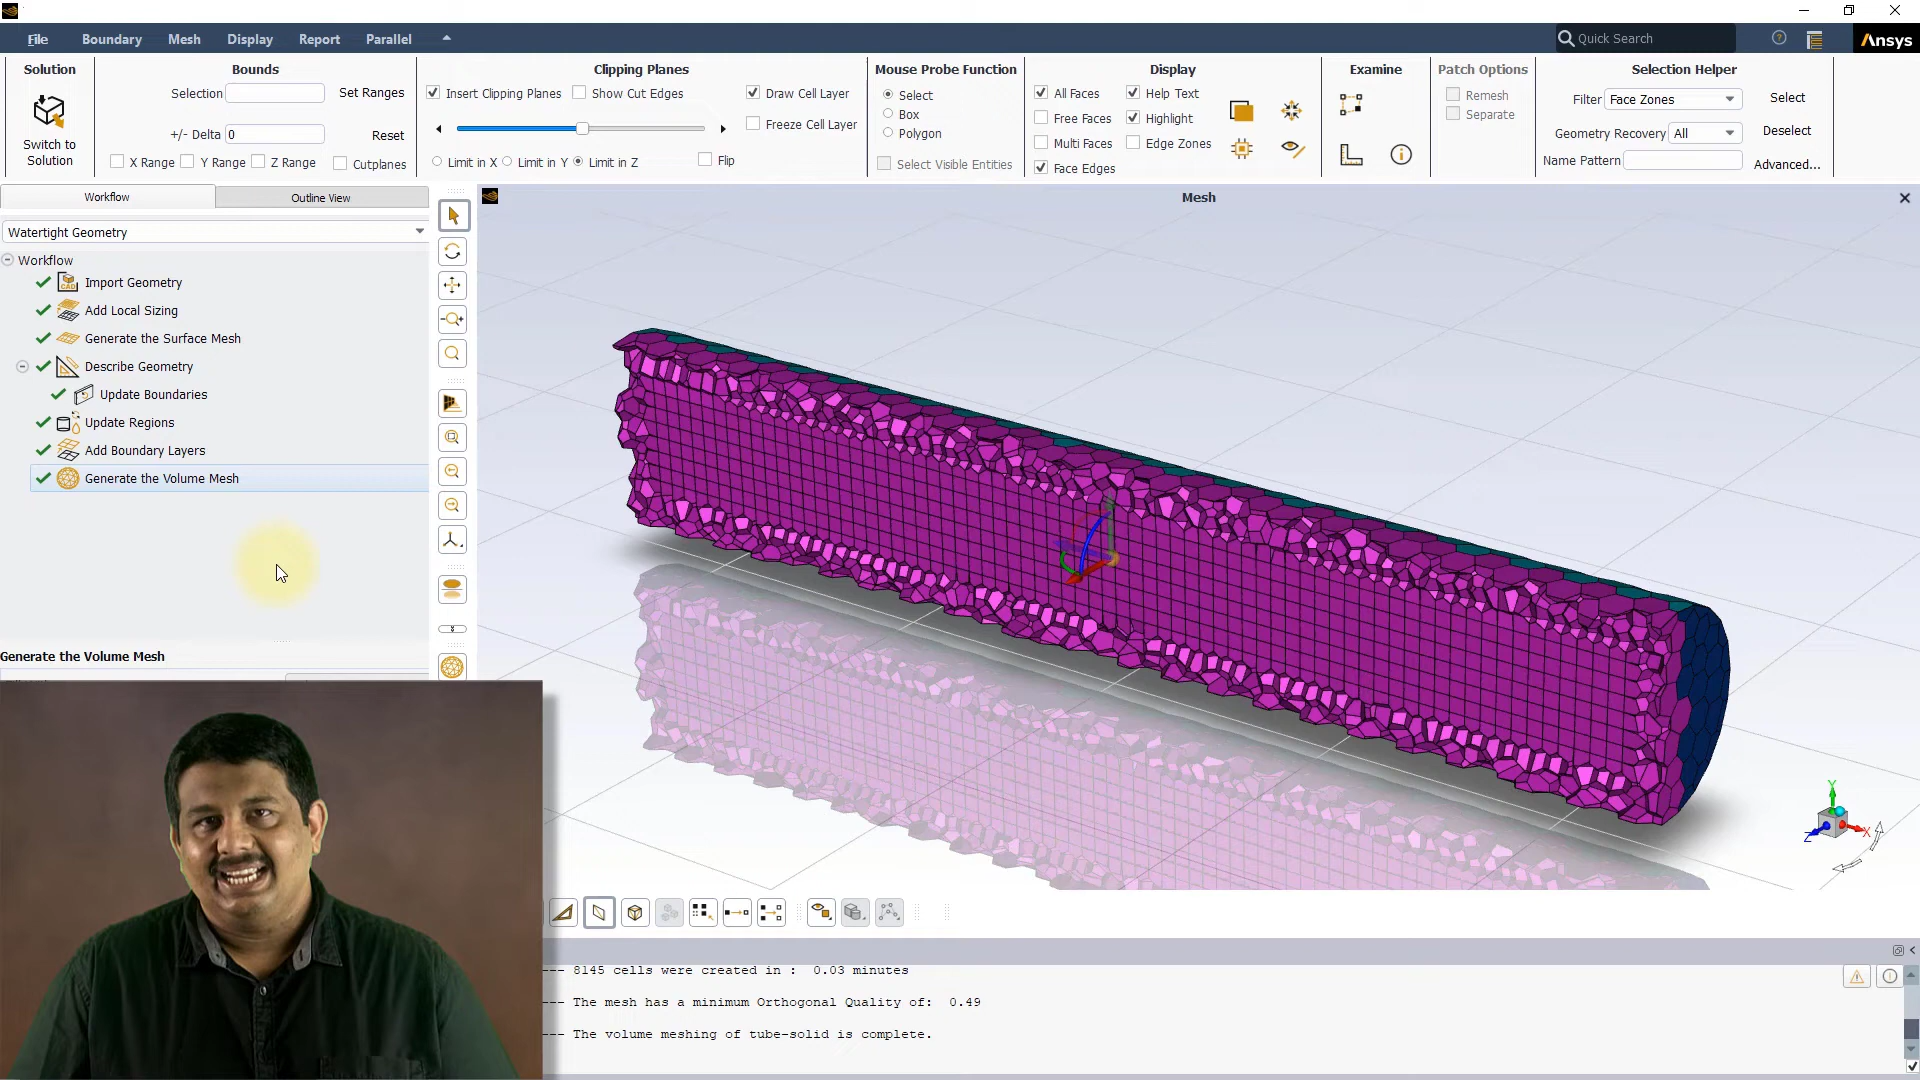 File Boundary Mesh Display Report Parallel Quick Search Ansys
Solution Bounds Clipping Planes Mouse Probe Function Display Examine Patch Options Selection Helper
Switch to
Solution
Selection Set Ranges
+/- Delta 0 Reset
X Range Y Range Z Range Cutplanes
Insert Clipping Planes Show Cut Edges Draw Cell Layer
Freeze Cell Layer
Limit in X Limit in Y Limit in Z Flip
Select
Box
Polygon
Select Visible Entities
All Faces Help Text
Free Faces Highlight
Multi Faces Edge Zones
Face Edges
Remesh
Separate
Filter Face Zones Select
Geometry Recovery All Deselect
Name Pattern Advanced...
Workflow Outline View
Mesh
Watertight Geometry
Workflow
Import Geometry
Add Local Sizing
Generate the Surface Mesh
Describe Geometry
Update Boundaries
Update Regions
Add Boundary Layers
Generate the Volume Mesh
Generate the Volume Mesh
Y
X
Z
--- 8145 cells were created in : 0.03 minutes
--- The mesh has a minimum Orthogonal Quality of: 0.49
--- The volume meshing of tube-solid is complete.